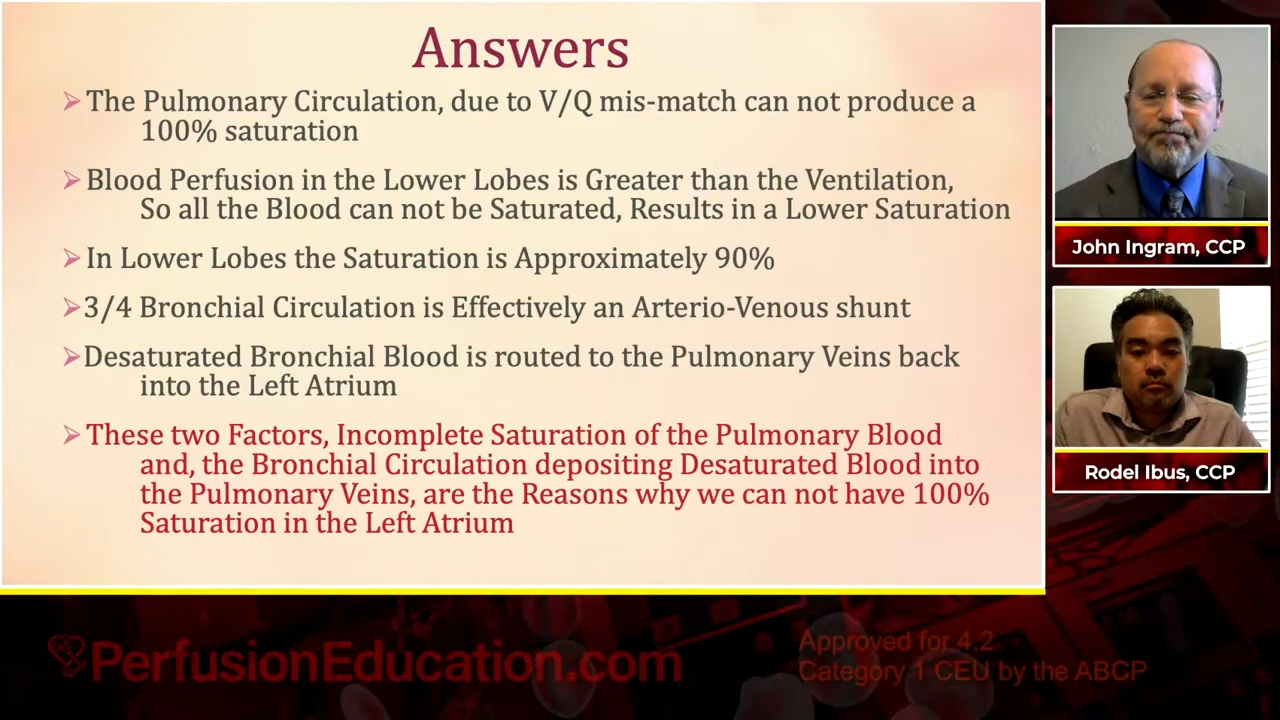 Answers
➢ The Pulmonary Circulation, due to V/Q mis-match can not produce a
100% saturation
➢ Blood Perfusion in the Lower Lobes is Greater than the Ventilation,
So all the Blood can not be Saturated, Results in a Lower Saturation
➢ In Lower Lobes the Saturation is Approximately 90%
➢ 3/4 Bronchial Circulation is Effectively an Arterio-Venous shunt
➢ Desaturated Bronchial Blood is routed to the Pulmonary Veins back
into the Left Atrium
➢ These two Factors, Incomplete Saturation of the Pulmonary Blood
and, the Bronchial Circulation depositing Desaturated Blood into
the Pulmonary Veins, are the Reasons why we can not have 100%
Saturation in the Left Atrium
John Ingram, CCP
Rodel Ibus, CCP
PerfusionEducation.com
Approved for 4.2
Category 1 CEU by the ABCP